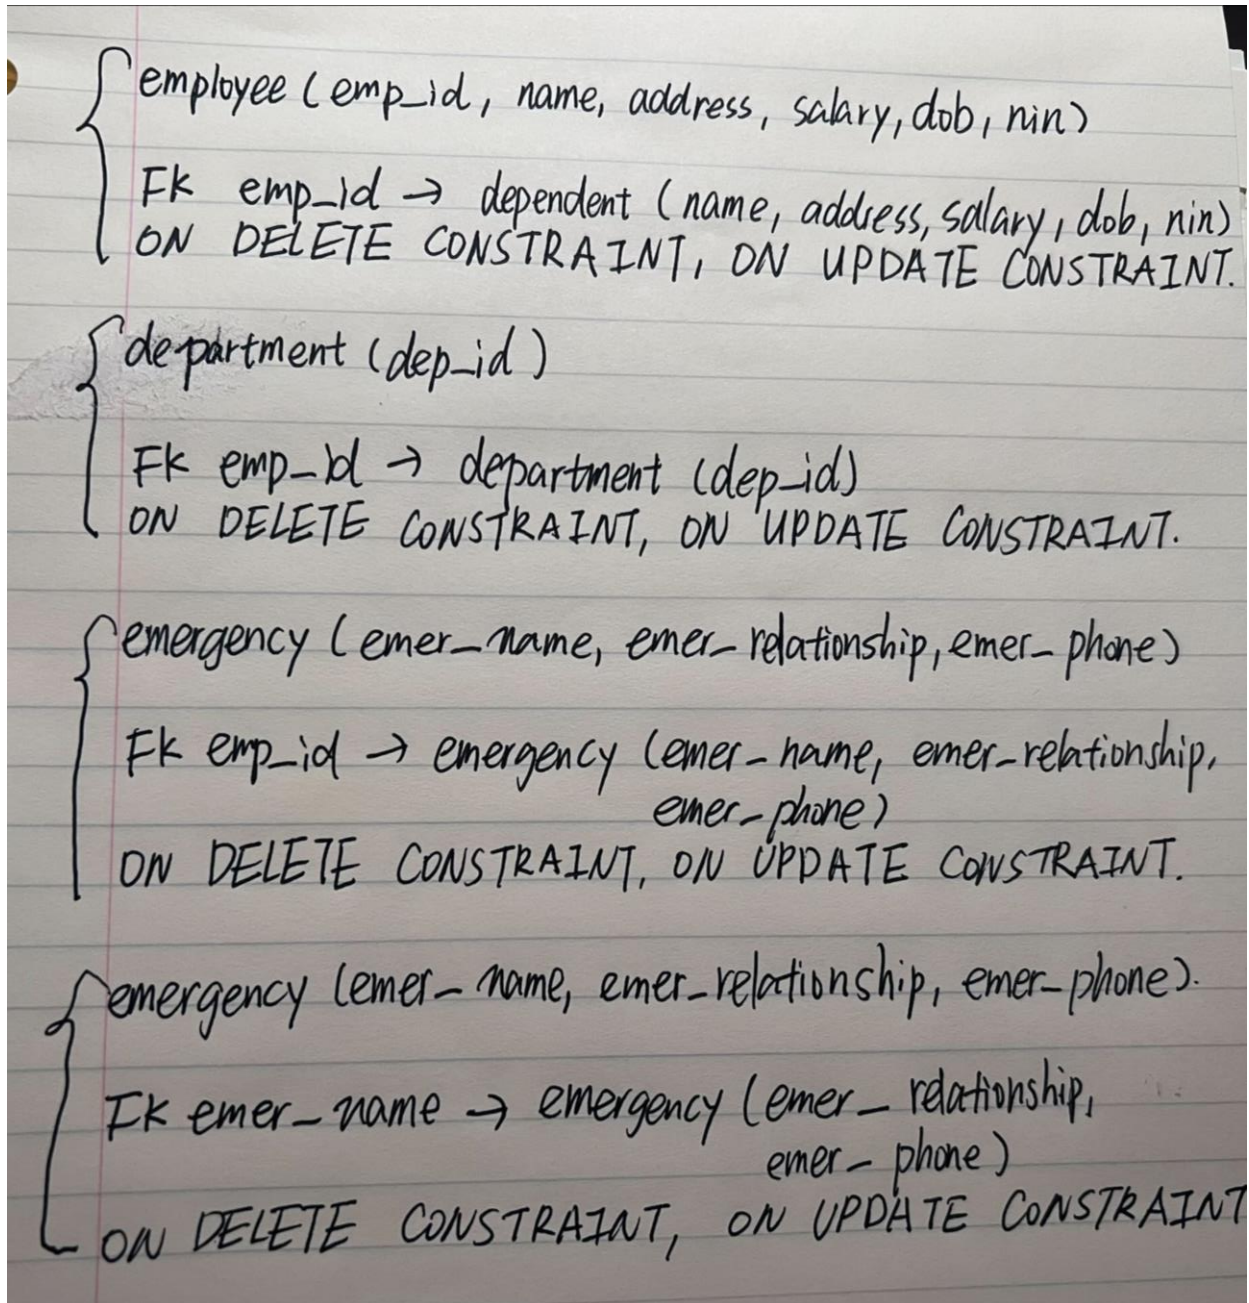 employee (emp_id, name, address, salary, dob, nin)
FK emp_id → dependent (name, address, salary, dob, nin)
ON DELETE CONSTRAINT, ON UPDATE CONSTRAINT.
department (dep_id)
FK emp_id → department (dep_id)
ON DELETE CONSTRAINT, ON UPDATE CONSTRAINT.
emergency (emer_name, emer_relationship, emer_phone)
FK emp_id → emergency (emer_name, emer_relationship,
emer_phone)
ON DELETE CONSTRAINT, ON UPDATE CONSTRAINT.
emergency (emer_name, emer_relationship, emer_phone).
FK emer_name → emergency (emer_relationship,
emer_phone)
ON DELETE CONSTRAINT, ON UPDATE CONSTRAINT